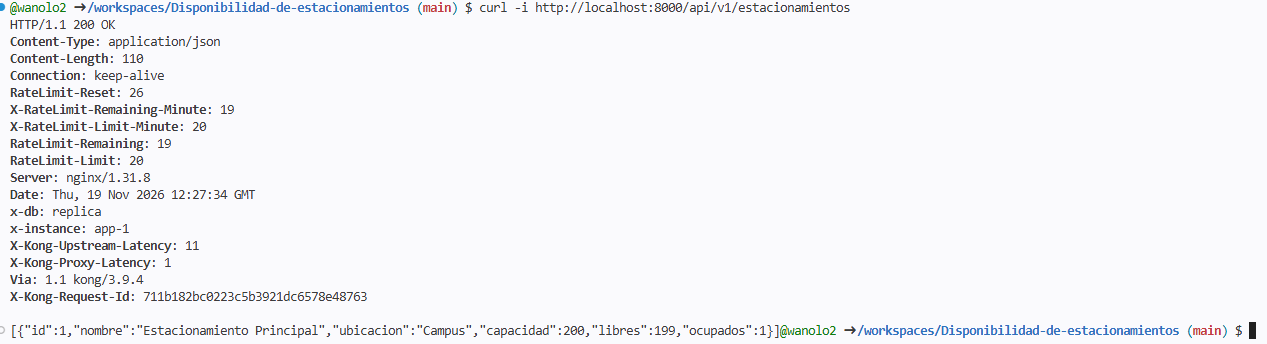 @wanolo2 ➜/workspaces/Disponibilidad-de-estacionamientos (main) $ curl -i http://localhost:8000/api/v1/estacionamientos
HTTP/1.1 200 OK
Content-Type: application/json
Content-Length: 110
Connection: keep-alive
RateLimit-Reset: 26
X-RateLimit-Remaining-Minute: 19
X-RateLimit-Limit-Minute: 20
RateLimit-Remaining: 19
RateLimit-Limit: 20
Server: nginx/1.31.8
Date: Thu, 19 Nov 2026 12:27:34 GMT
x-db: replica
x-instance: app-1
X-Kong-Upstream-Latency: 11
X-Kong-Proxy-Latency: 1
Via: 1.1 kong/3.9.4
X-Kong-Request-Id: 711b182bc0223c5b3921dc6578e48763
[{"id":1,"nombre":"Estacionamiento Principal","ubicacion":"Campus","capacidad":200,"libres":199,"ocupados":1}]@wanolo2 ➜/workspaces/Disponibilidad-de-estacionamientos (main) $